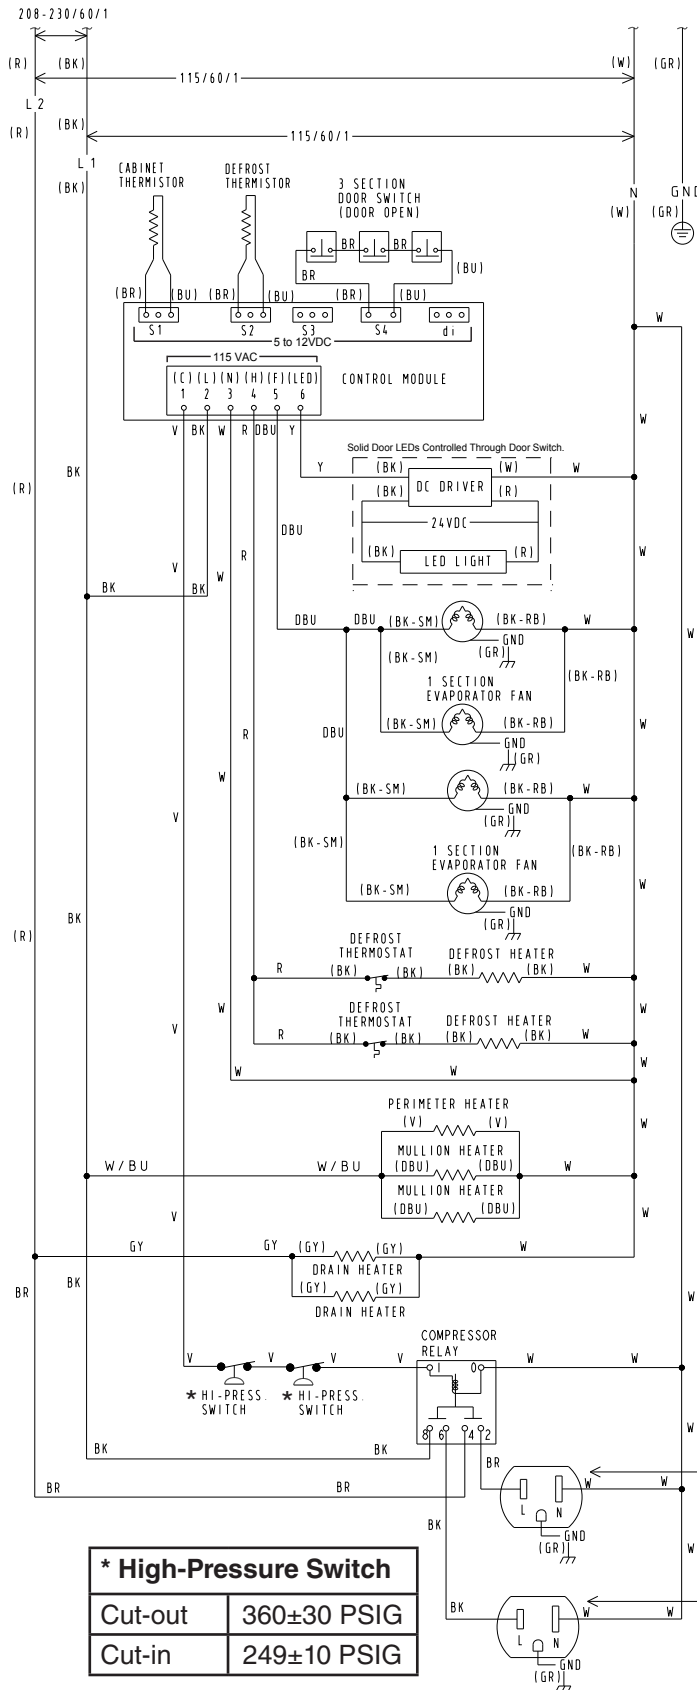 208-230/60/1
(R) (BK) (W) (GR)
115/60/1
L2
(R) (BK)
115/60/1
L1
(BK)
CABINET THERMISTOR
DEFROST THERMISTOR
3 SECTION DOOR SWITCH (DOOR OPEN)
N GND
(W) (GR)
BR BR
BR (BU)
(BR) (BU) (BR) (BU) (BR) (BU)
S1 S2 S3 S4 di
5 to 12VDC
W
115 VAC
(C) (L) (N) (H) (F) (LED)
1 2 3 4 5 6
CONTROL MODULE
V BK W R DBU Y
W
Solid Door LEDs Controlled Through Door Switch.
BK
Y (BK) DC DRIVER (W) W
(R) (BK) (R)
24VDC
DBU
R W
(BK) LED LIGHT (R)
V W
BK BK
DBU DBU (BK-SM) (BK-RB) W
GND
(GR)
W
(BK-SM) (BK-RB)
1 SECTION EVAPORATOR FAN
R DBU (BK-SM) (BK-RB) W
GND
(GR)
W
(BK-SM) (BK-RB) W
GND
(GR)
V
(BK-SM) (BK-RB)
1 SECTION EVAPORATOR FAN
(BK-SM) (BK-RB) W
GND
(GR)
BK
(R)
DEFROST THERMOSTAT
DEFROST HEATER
R (BK) (BK) (BK) (BK) W
W W
DEFROST THERMOSTAT
DEFROST HEATER
V R (BK) (BK) (BK) (BK) W
W
W W
PERIMETER HEATER
(V) (V)
W
MULLION HEATER
W/BU W/BU (DBU) (DBU) W
MULLION HEATER
(DBU) (DBU)
V W
GY GY (GY) (GY) W
DRAIN HEATER
BR BK (GY) (GY)
DRAIN HEATER
W
COMPRESSOR RELAY
V V V V 1 0 W W
* HI-PRESS. SWITCH
* HI-PRESS. SWITCH
W
8 6 4 2
BK BK
BR
BR BR
W W
L N
GND
(GR)
BK
W
BK
W W
L N
GND
(GR)
* High-Pressure Switch
Cut-out 360±30 PSIG
Cut-in 249±10 PSIG